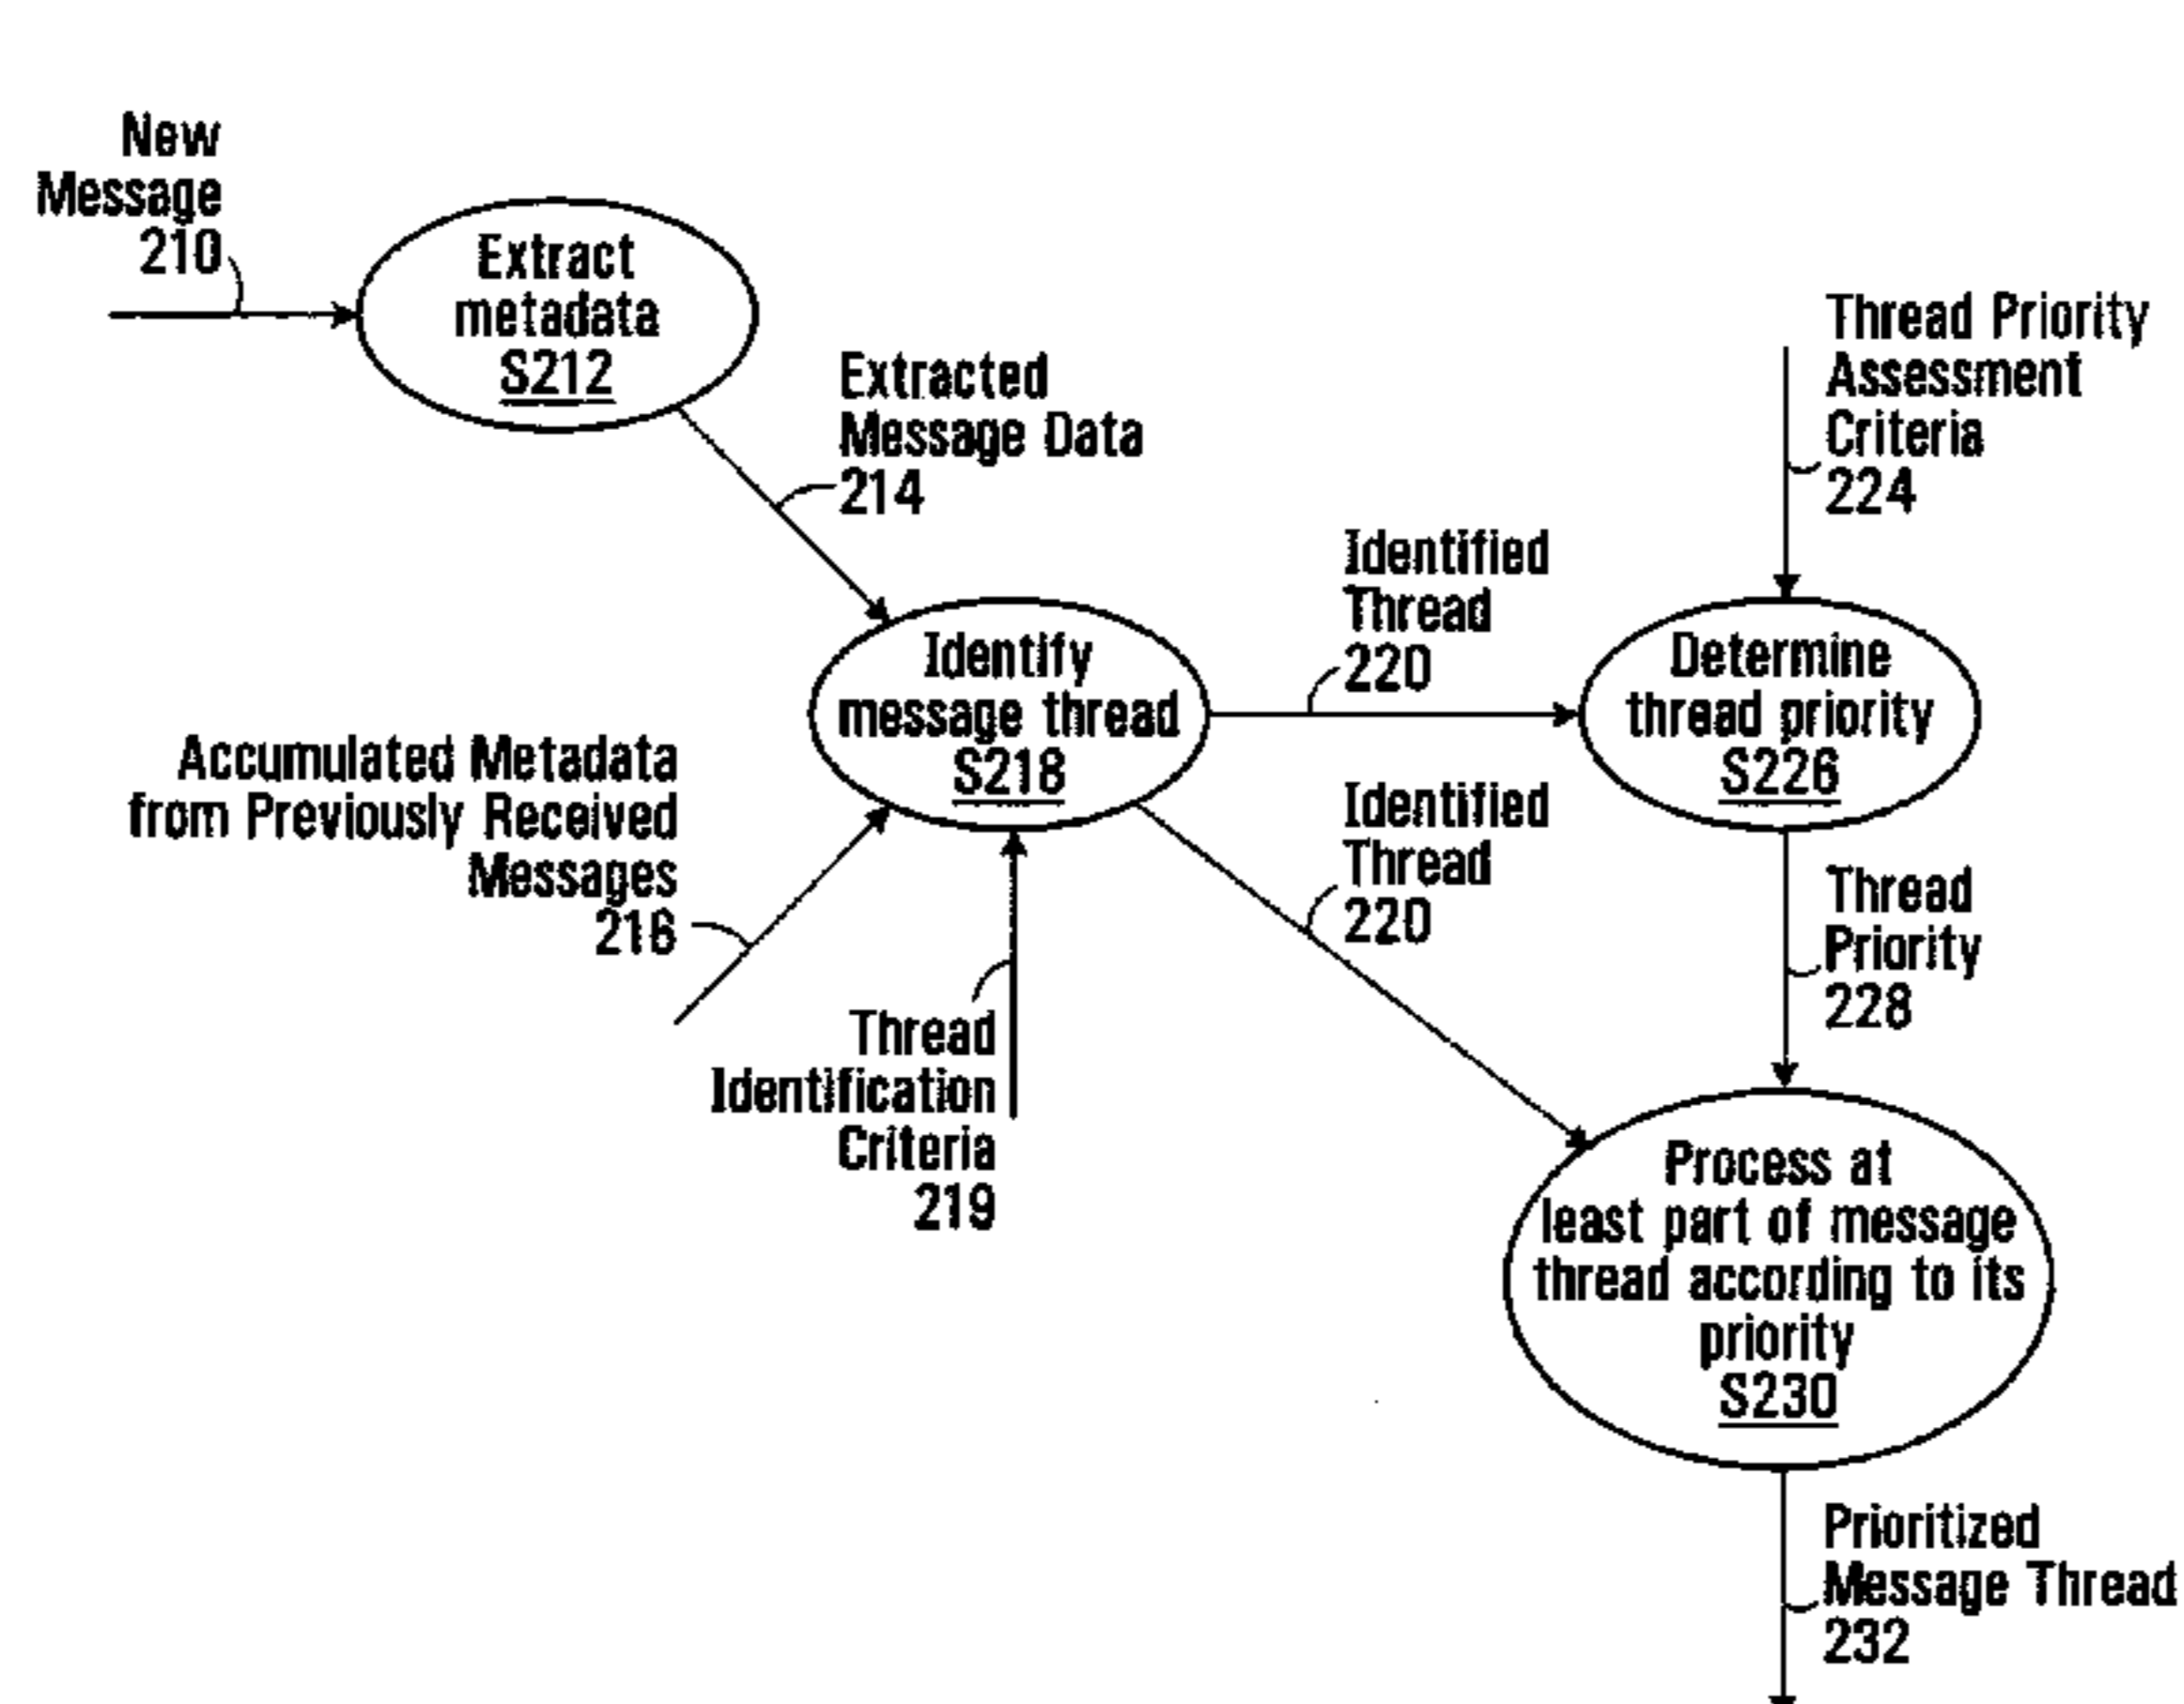 New
Message
210
Extract
metadata
S212
Extracted
Message Data
214
Thread Priority
Assessment
Criteria
224
Identified
Thread
220
Identify
message thread
S218
Determine
thread priority
S226
Accumulated Metadata
from Previously Received
Messages
216
Identified
Thread
220
Thread
Priority
228
Thread
Identification
Criteria
219
Process at
least part of message
thread according to its
priority
S230
Prioritized
Message Thread
232